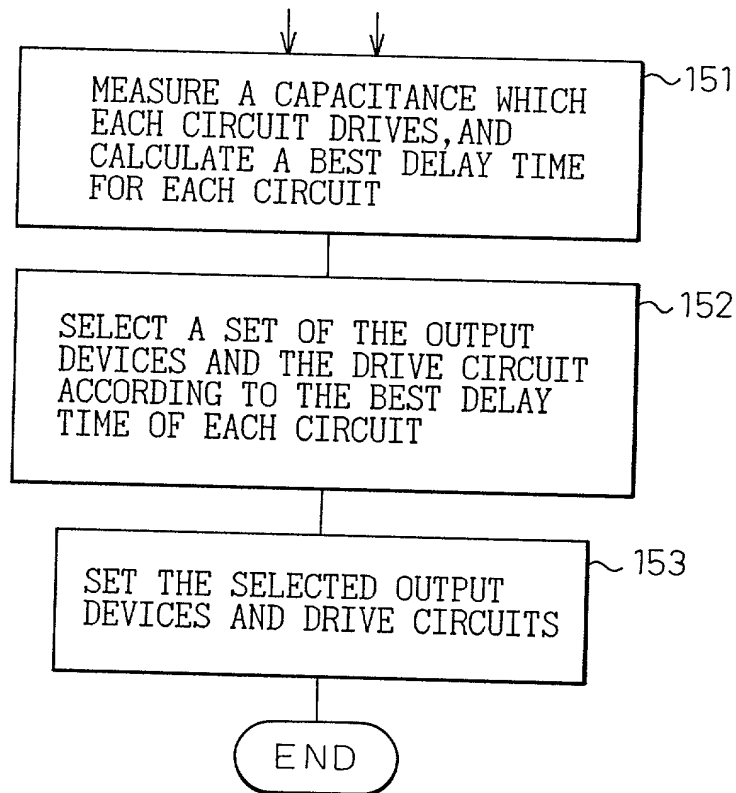 MEASURE A CAPACITANCE WHICH
EACH CIRCUIT DRIVES,AND
CALCULATE A BEST DELAY TIME
FOR EACH CIRCUIT
151
SELECT A SET OF THE OUTPUT
DEVICES AND THE DRIVE CIRCUIT
ACCORDING TO THE BEST DELAY
TIME OF EACH CIRCUIT
152
SET THE SELECTED OUTPUT
DEVICES AND DRIVE CIRCUITS
153
END